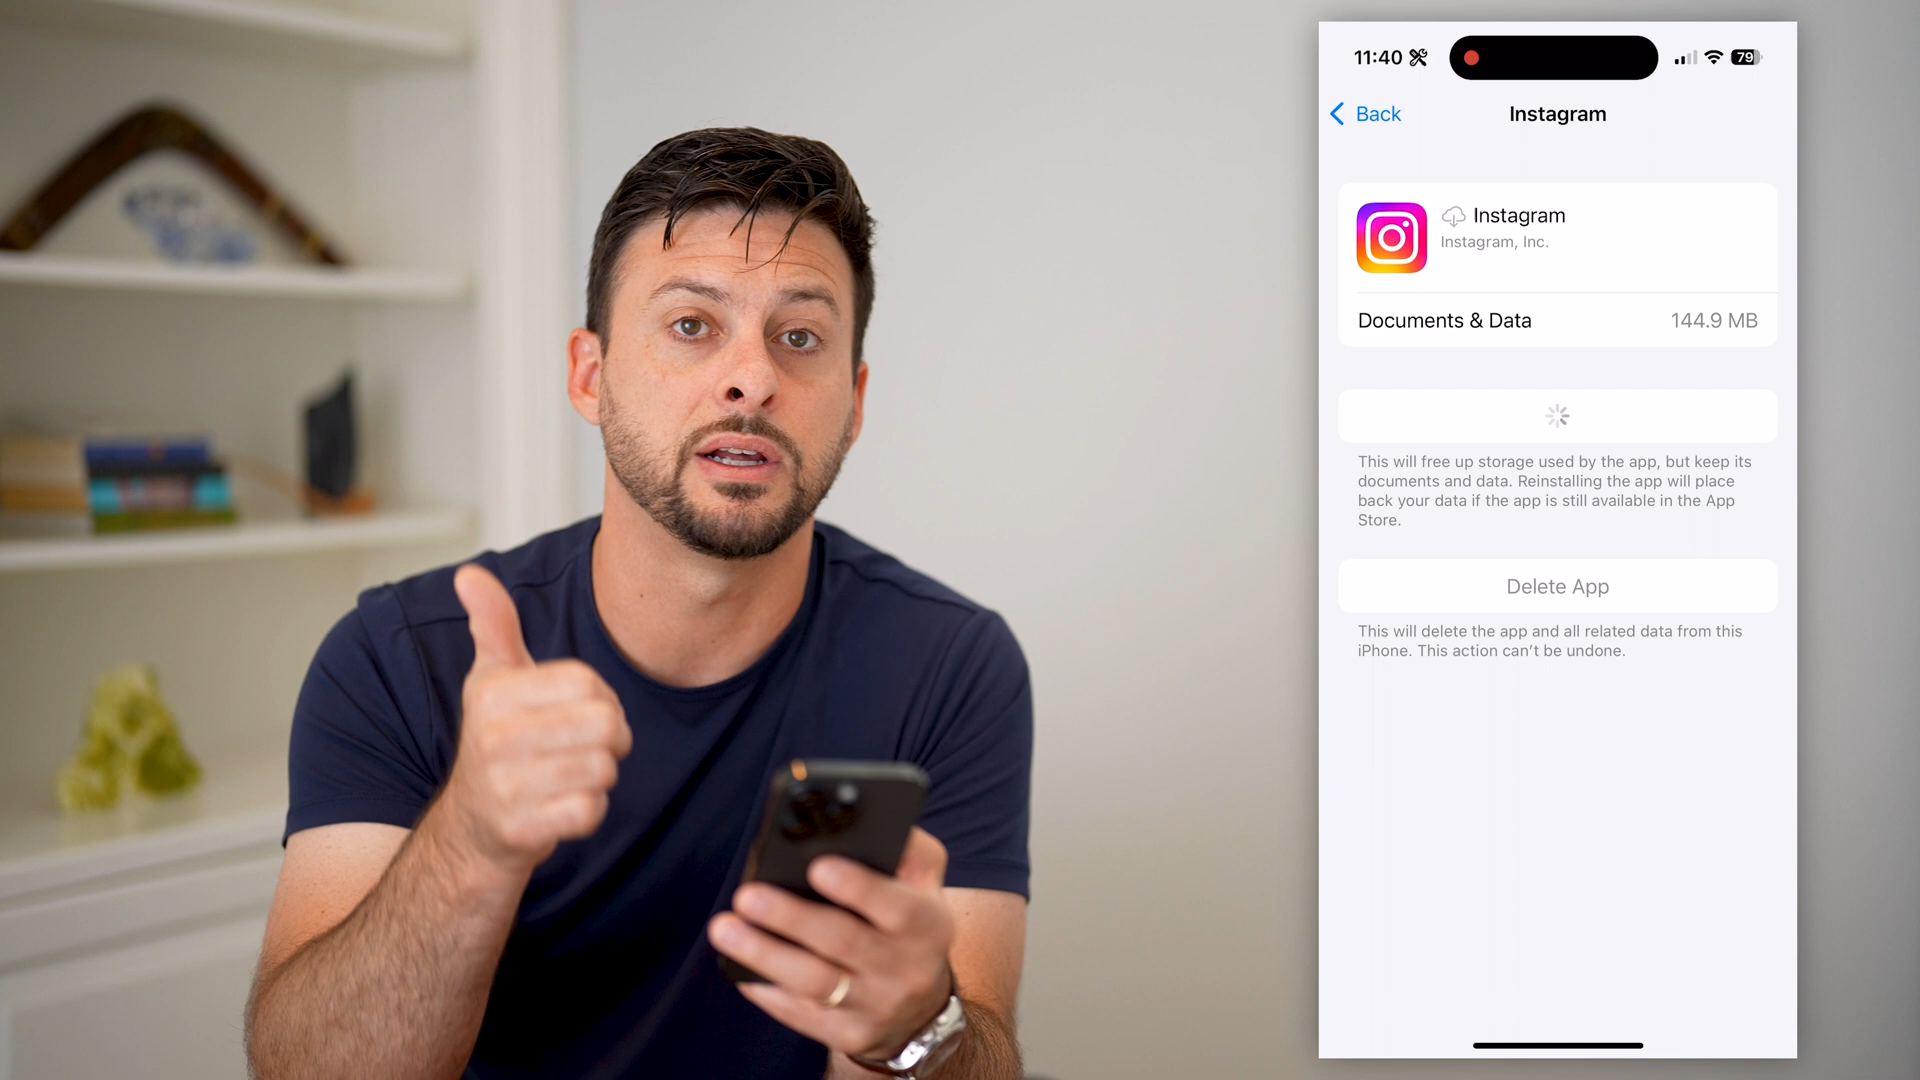 11:40
79
Back
Instagram
Instagram
Instagram, Inc.
Documents & Data 144.9 MB
This will free up storage used by the app, but keep its
documents and data. Reinstalling the app will place
back your data if the app is still available in the App
Store.
Delete App
This will delete the app and all related data from this
iPhone. This action can’t be undone.